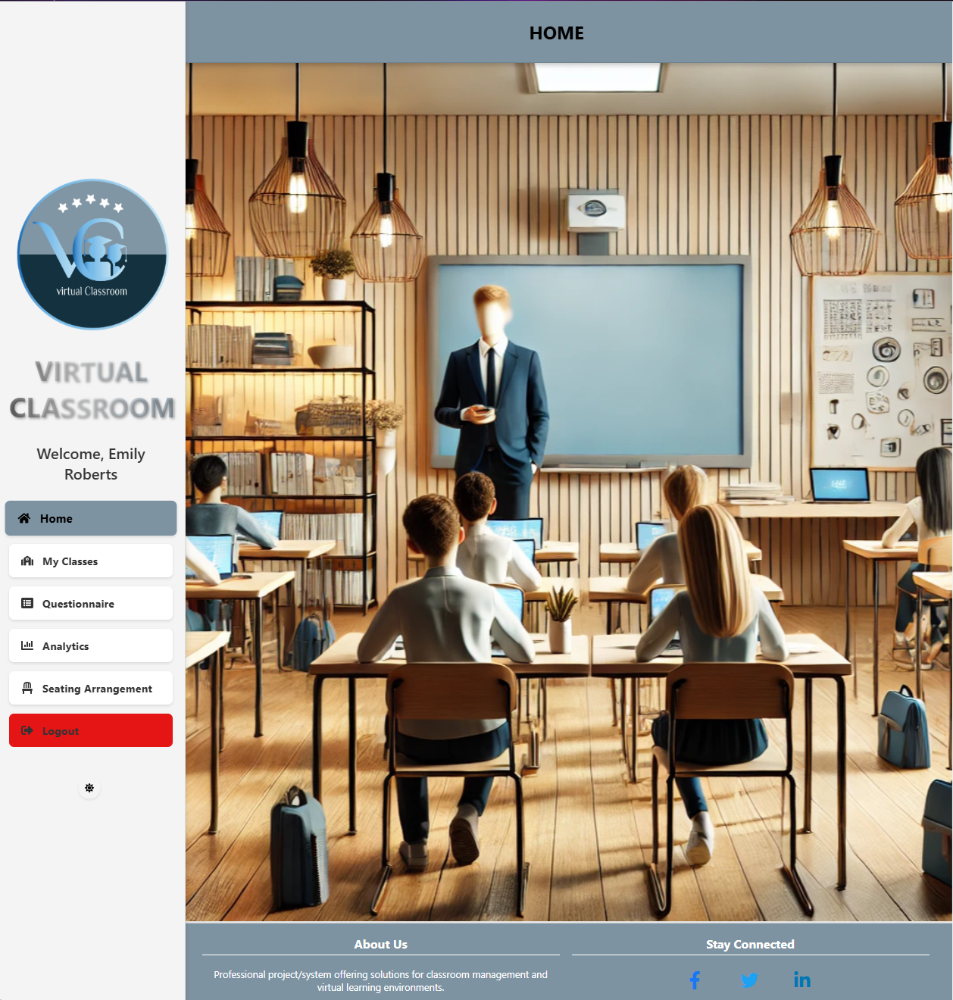 HOME
virtual Classroom
VIRTUAL
CLASSROOM
Welcome, Emily
Roberts
Home
My Classes
Questionnaire
Analytics
Seating Arrangement
Logout
About Us
Professional project/system offering solutions for classroom management and
virtual learning environments.
Stay Connected